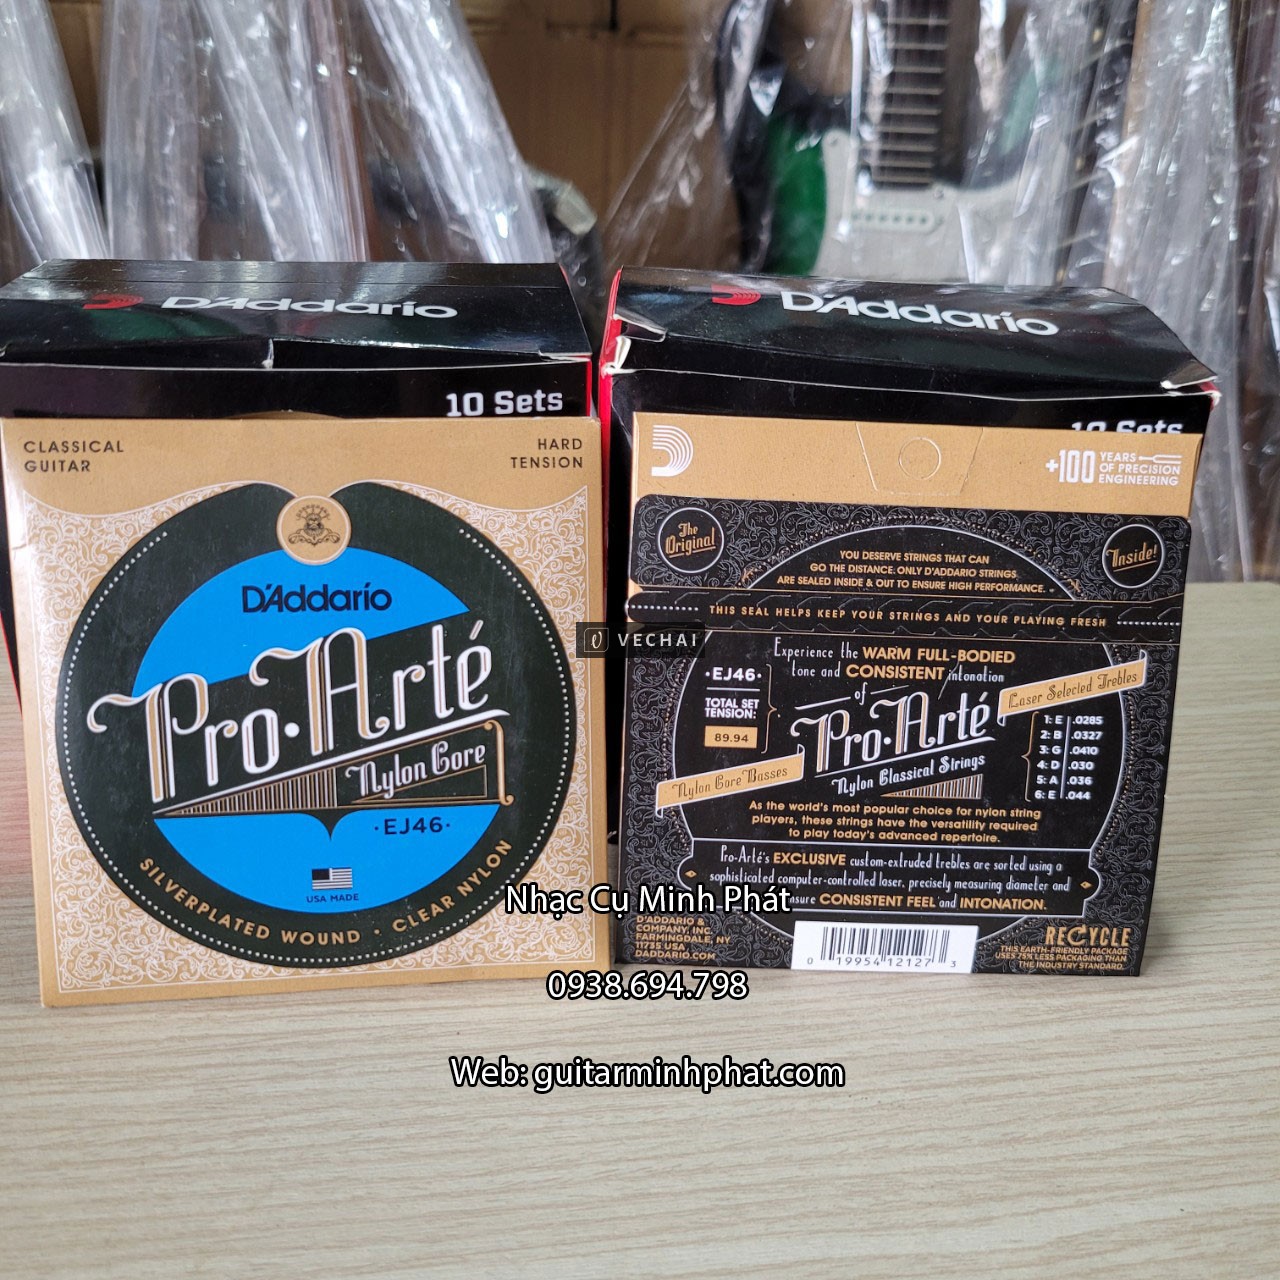 D'Addario
10 Sets
CLASSICAL
GUITAR
HARD
TENSION
D'Addario
Pro·Arté
Nylon Core
·EJ46·
USA MADE
SILVERPLATED WOUND · CLEAR NYLON
D'Addario
10 Sets
+100 YEARS
OF PRECISION
ENGINEERING
The
Original
Inside!
YOU DESERVE STRINGS THAT CAN
GO THE DISTANCE. ONLY D'ADDARIO STRINGS
ARE SEALED INSIDE & OUT TO ENSURE HIGH PERFORMANCE.
THIS SEAL HELPS KEEP YOUR STRINGS AND YOUR PLAYING FRESH
VECHAI
Experience the WARM FULL-BODIED
tone and CONSISTENT intonation
of
·EJ46·
TOTAL SET
TENSION:
89.94
Pro·Arté
Nylon Classical Strings
Laser Selected Trebles
1: E .0285
2: B .0327
3: G .0410
4: D .030
5: A .036
6: E .044
Nylon Core Basses
As the world's most popular choice for nylon string
players, these strings have the versatility required
to play today's advanced repertoire.
Pro-Arté's EXCLUSIVE custom-extruded trebles are sorted using a
sophisticated computer-controlled laser, precisely measuring diameter and
CONSISTENT FEEL and INTONATION.
D'ADDARIO &
COMPANY, INC.
FARMINGDALE, NY
11735 USA
DADDARIO.COM
0 19954 12127 3
RECYCLE
THIS EARTH-FRIENDLY PACKAGE
USES 75% LESS PACKAGING THAN
THE INDUSTRY STANDARD.
Nhạc Cụ Minh Phát
0938.694.798
Web: guitarminhphat.com